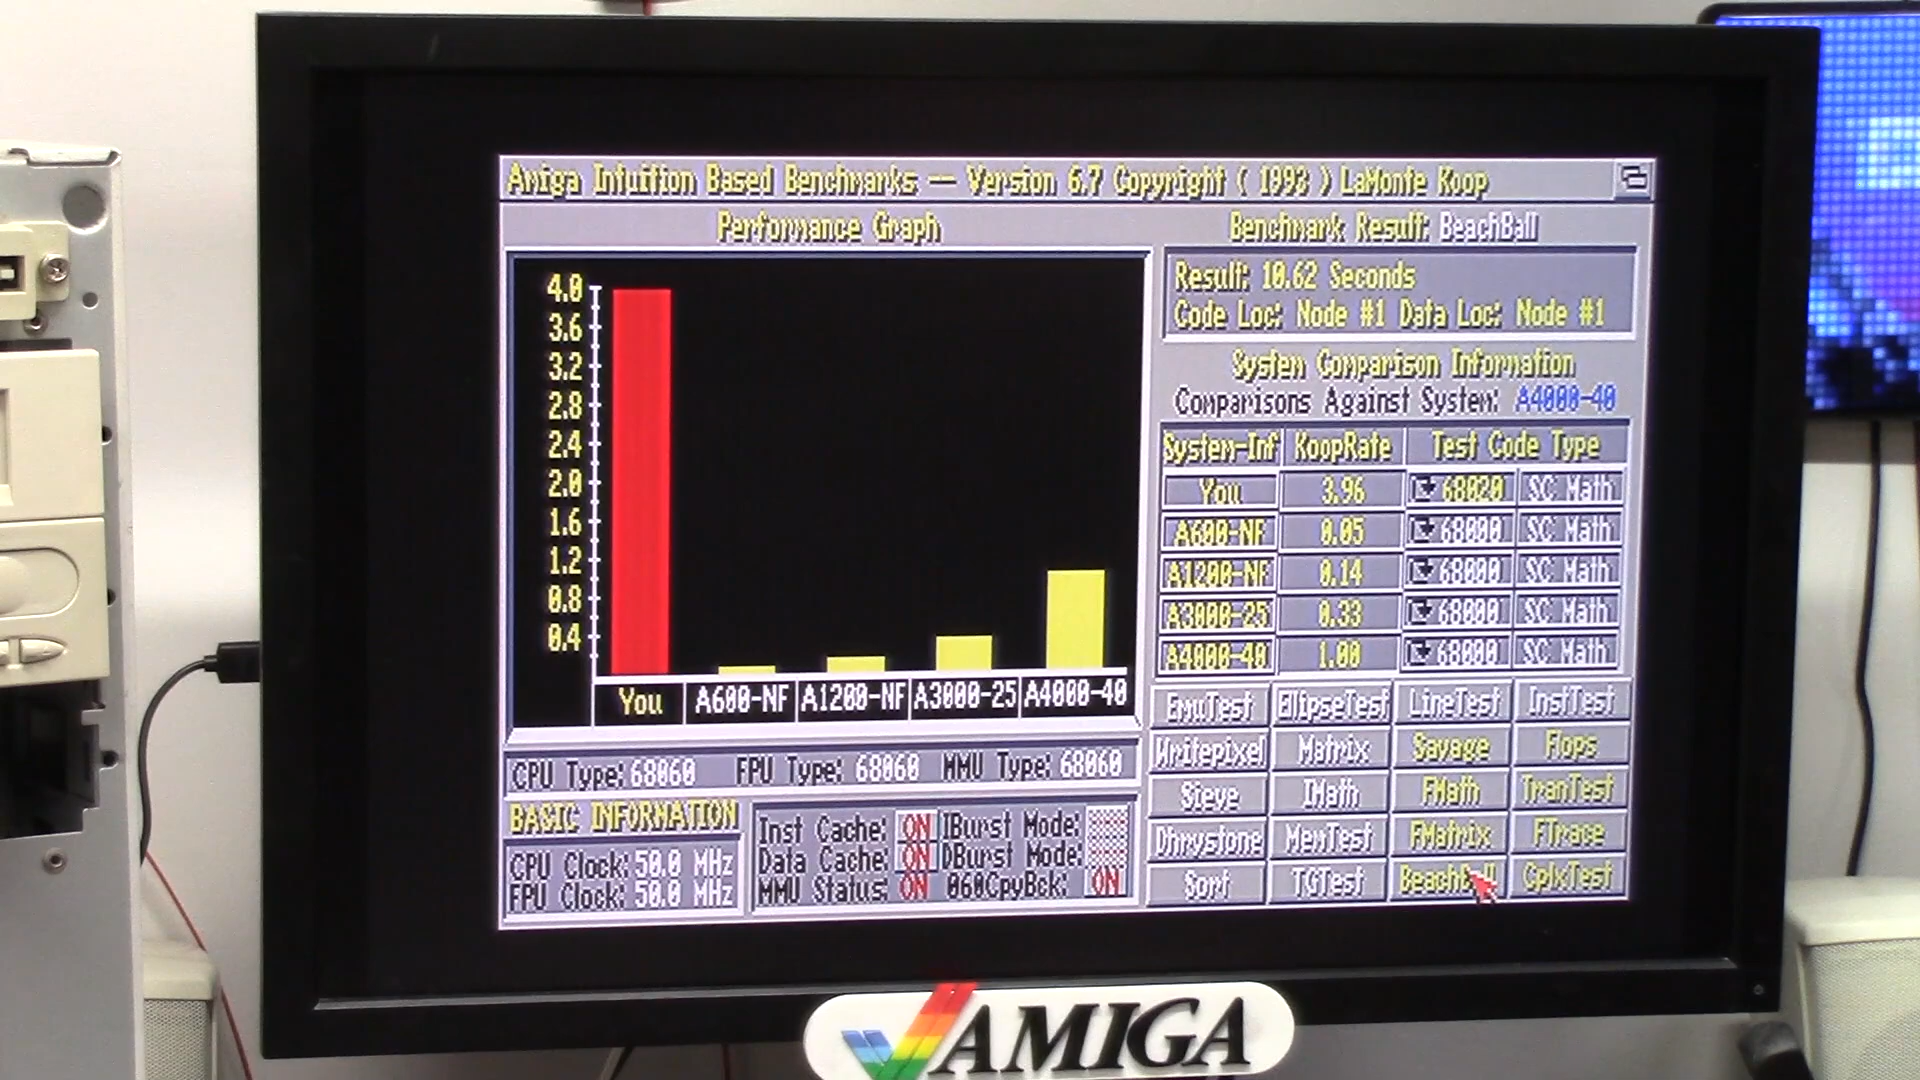 Amiga Intuition Based Benchmarks -- Version 6.7 Copyright ( 1993 ) LaMonte Koop
Performance Graph
4.0
3.6
3.2
2.8
2.4
2.0
1.6
1.2
0.8
0.4
You A600-NF A1200-NF A3000-25 A4000-40
CPU Type: 68060 FPU Type: 68060 MMU Type: 68060
BASIC INFORMATION
CPU Clock: 50.0 MHz
FPU Clock: 50.0 MHz
Inst Cache: ON IBurst Mode:
Data Cache: ON DBurst Mode:
MMU Status: ON 060CpyBck: ON
Benchmark Result: BeachBall
Result: 10.62 Seconds
Code Loc: Node #1 Data Loc: Node #1
System Comparison Information
Comparisons Against System: A4000-40
System-Inf KoopRate Test Code Type
You 3.96 68020 SC Math
A600-NF 0.05 68000 SC Math
A1200-NF 0.14 68000 SC Math
A3000-25 0.33 68000 SC Math
A4000-40 1.00 68000 SC Math
EmuTest EllipseTest LineTest InstTest
Writepixel Matrix Savage Flops
Sieve IMath FMath TranTest
Dhrystone MemTest FMatrix FTrace
Sort TGTest BeachBall CplxTest
AMIGA